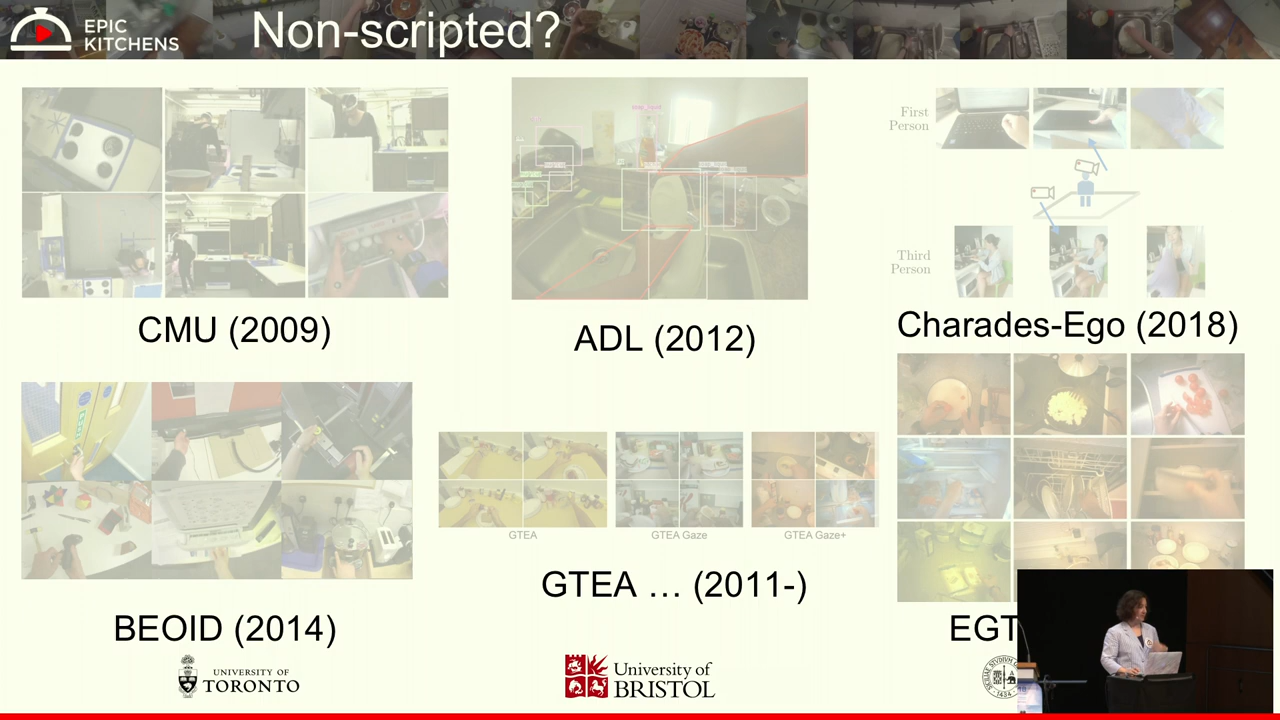 EPIC
KITCHENS
Non-scripted?
First
Person
Third
Person
CMU (2009)
ADL (2012)
Charades-Ego (2018)
GTEA
GTEA Gaze
GTEA Gaze+
GTEA … (2011-)
BEOID (2014)
EGT
UNIVERSITY OF
TORONTO
University of
BRISTOL